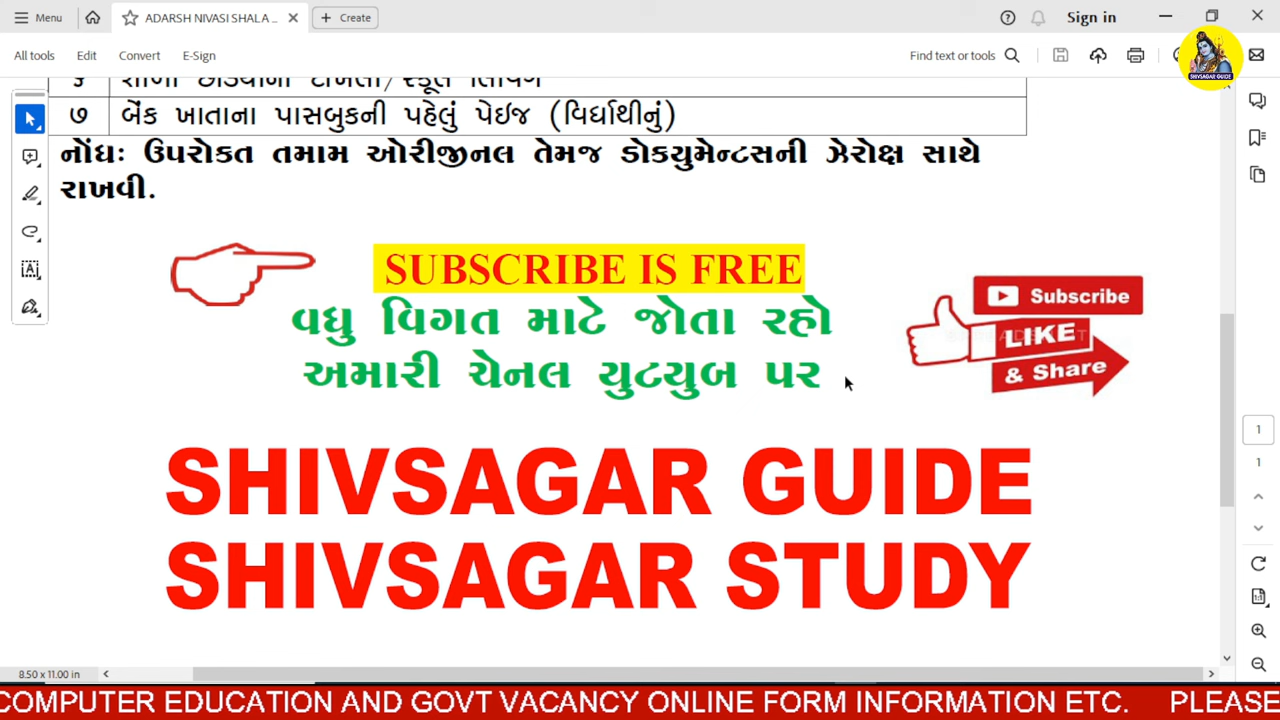 Menu
ADARSH NIVASI SHALA ...
Create
Sign in
All tools Edit Convert E-Sign
Find text or tools
SHIVSAGAR GUIDE
શાળા છોડ્યાનો દાખલો/સ્કૂલ લિવિંગ
૭ બેંક ખાતાના પાસબુકની પહેલું પેઇજ (વિર્ધાથીનું)
નોંધઃ ઉપરોકત તમામ ઓરીજીનલ તેમજ ડોકયુમેન્ટસની ઝેરોક્ષ સાથે
રાખવી.
SUBSCRIBE IS FREE
વધુ વિગત માટે જોતા રહો
અમારી ચેનલ યુટયુબ પર
Subscribe
LIKE
& Share
SHIVSAGAR GUIDE
SHIVSAGAR STUDY
1
1
8.50 x 11.00 in
COMPUTER EDUCATION AND GOVT VACANCY ONLINE FORM INFORMATION ETC. PLEASE